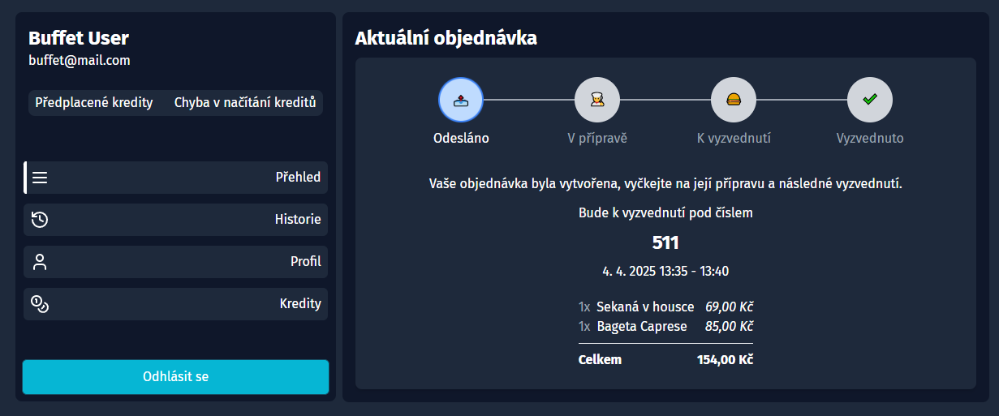 Buffet User
buffet@mail.com
Předplacené kredity Chyba v načítání kreditů
Přehled
Historie
Profil
Kredity
Odhlásit se
Aktuální objednávka
Odesláno V přípravě K vyzvednutí Vyzvednuto
Vaše objednávka byla vytvořena, vyčkejte na její přípravu a následné vyzvednutí.
Bude k vyzvednutí pod číslem
511
4. 4. 2025 13:35 - 13:40
1x Sekaná v housce 69,00 Kč
1x Bageta Caprese 85,00 Kč
Celkem 154,00 Kč